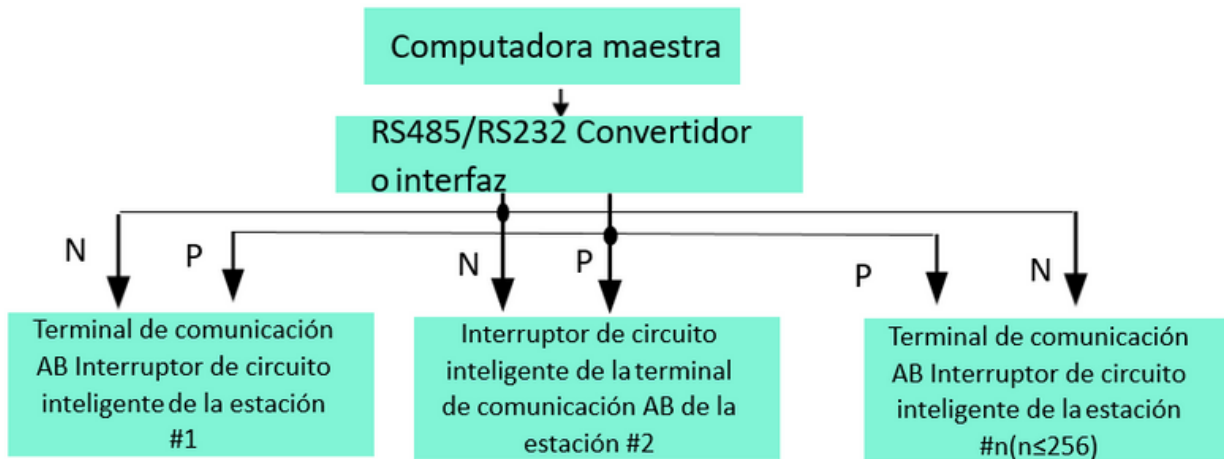 Computadora maestra
RS485/RS232 Convertidor
o interfaz
N
P
N
P
P
N
Terminal de comunicación
AB Interruptor de circuito
inteligente de la estación
#1
Interruptor de circuito
inteligente de la terminal
de comunicación AB de la
estación #2
Terminal de comunicación
AB Interruptor de circuito
inteligente de la estación
#n(n≤256)